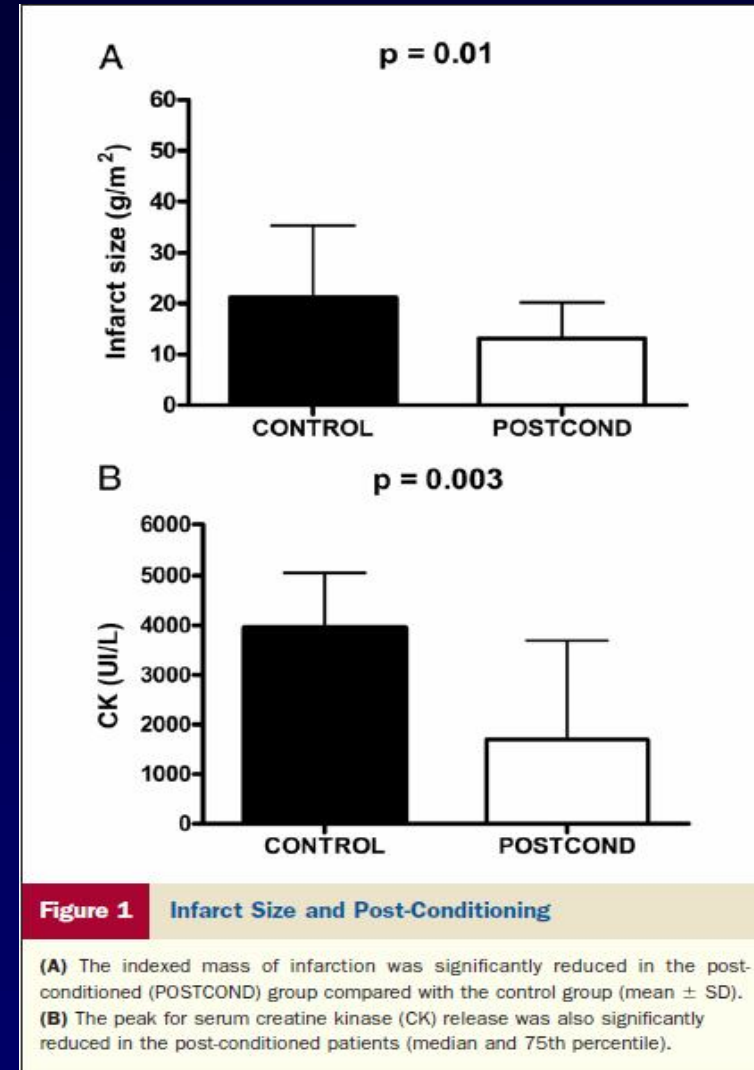 A
p = 0.01
60
50
40
30
20
10
0
Infarct size (g/m²)
CONTROL POSTCOND
B
p = 0.003
6000
5000
4000
3000
2000
1000
0
CK (UI/L)
CONTROL POSTCOND
Figure 1 Infarct Size and Post-Conditioning
(A) The indexed mass of infarction was significantly reduced in the post-
conditioned (POSTCOND) group compared with the control group (mean ± SD).
(B) The peak for serum creatine kinase (CK) release was also significantly
reduced in the post-conditioned patients (median and 75th percentile).